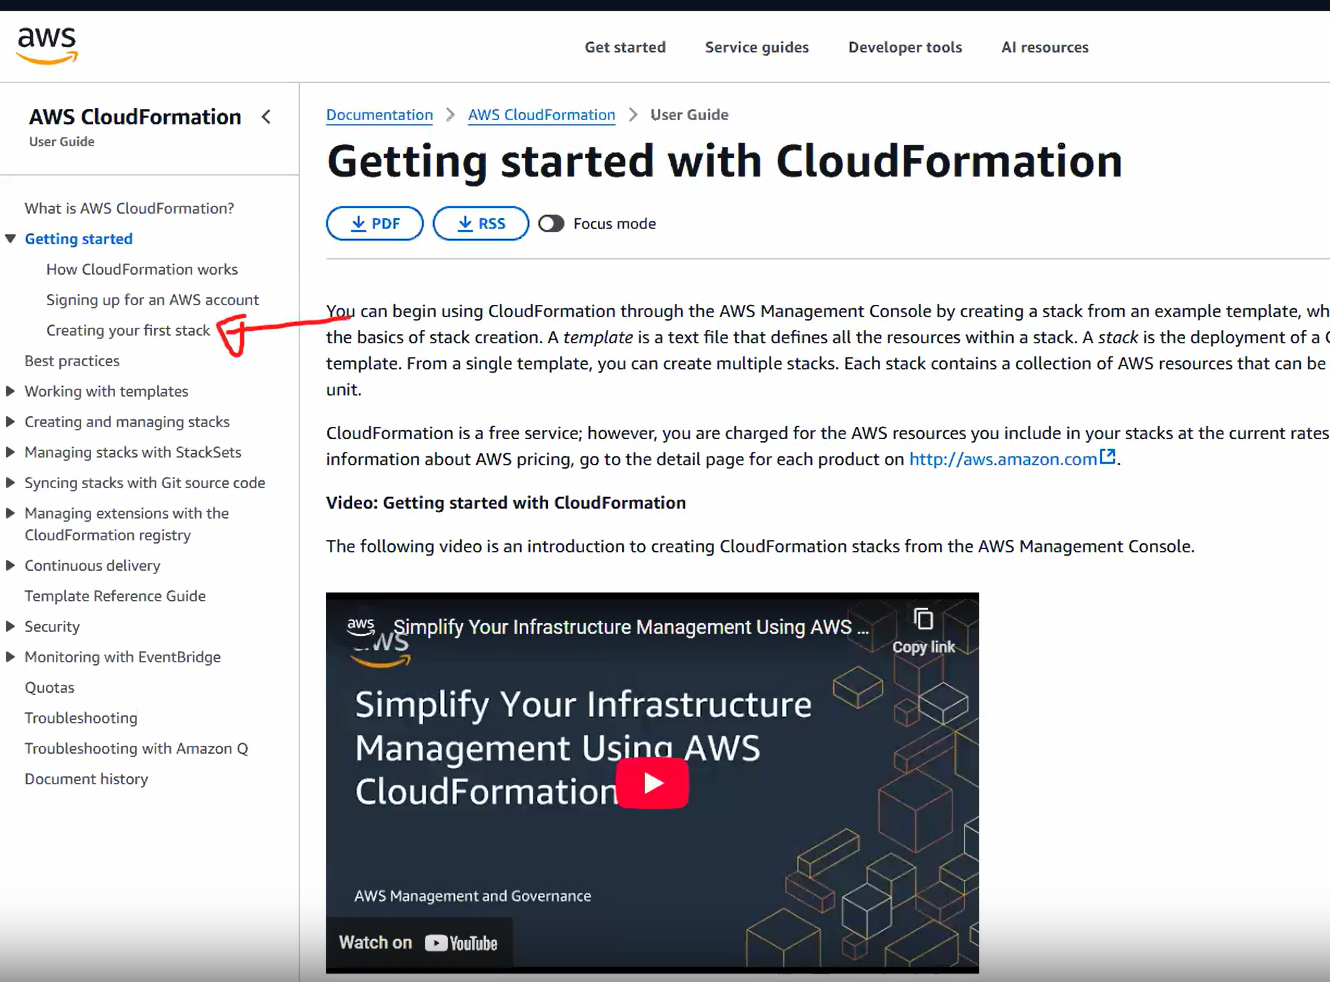 aws
Get started
Service guides
Developer tools
AI resources
AWS CloudFormation
User Guide
What is AWS CloudFormation?
Getting started
How CloudFormation works
Signing up for an AWS account
Creating your first stack
Best practices
Working with templates
Creating and managing stacks
Managing stacks with StackSets
Syncing stacks with Git source code
Managing extensions with the
CloudFormation registry
Continuous delivery
Template Reference Guide
Security
Monitoring with EventBridge
Quotas
Troubleshooting
Troubleshooting with Amazon Q
Document history
Documentation > AWS CloudFormation > User Guide
Getting started with CloudFormation
PDF
RSS
Focus mode
You can begin using CloudFormation through the AWS Management Console by creating a stack from an example template, wh
the basics of stack creation. A template is a text file that defines all the resources within a stack. A stack is the deployment of a
template. From a single template, you can create multiple stacks. Each stack contains a collection of AWS resources that can be
unit.
CloudFormation is a free service; however, you are charged for the AWS resources you include in your stacks at the current rates
information about AWS pricing, go to the detail page for each product on http://aws.amazon.com.
Video: Getting started with CloudFormation
The following video is an introduction to creating CloudFormation stacks from the AWS Management Console.
aws
Simplify Your Infrastructure Management Using AWS ...
Copy link
Simplify Your Infrastructure
Management Using AWS
CloudFormation
AWS Management and Governance
Watch on YouTube